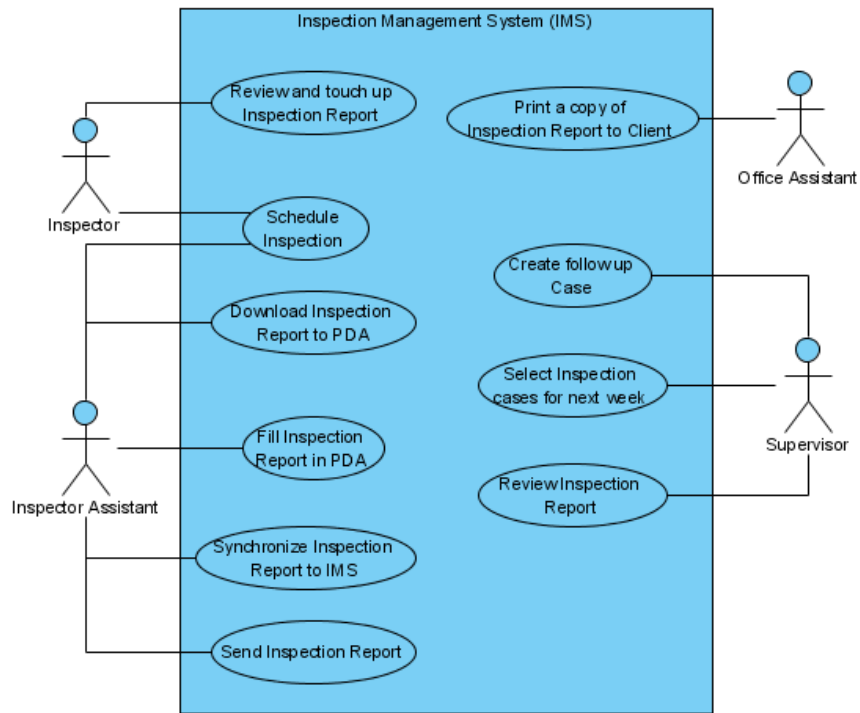 Inspection Management System (IMS)
Review and touch up
Inspection Report
Print a copy of
Inspection Report to Client
Office Assistant
Inspector
Schedule
Inspection
Create follow up
Case
Download Inspection
Report to PDA
Select Inspection
cases for next week
Supervisor
Fill Inspection
Report in PDA
Inspector Assistant
Review Inspection
Report
Synchronize Inspection
Report to IMS
Send Inspection Report